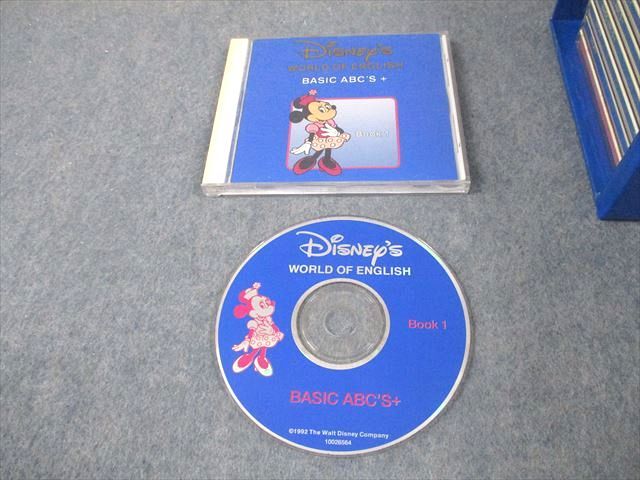 Disney's
WORLD OF ENGLISH
BASIC ABC'S +
Book 1
Disney's
WORLD OF ENGLISH
Book 1
BASIC ABC'S+
©1992 The Walt Disney Company
10026564